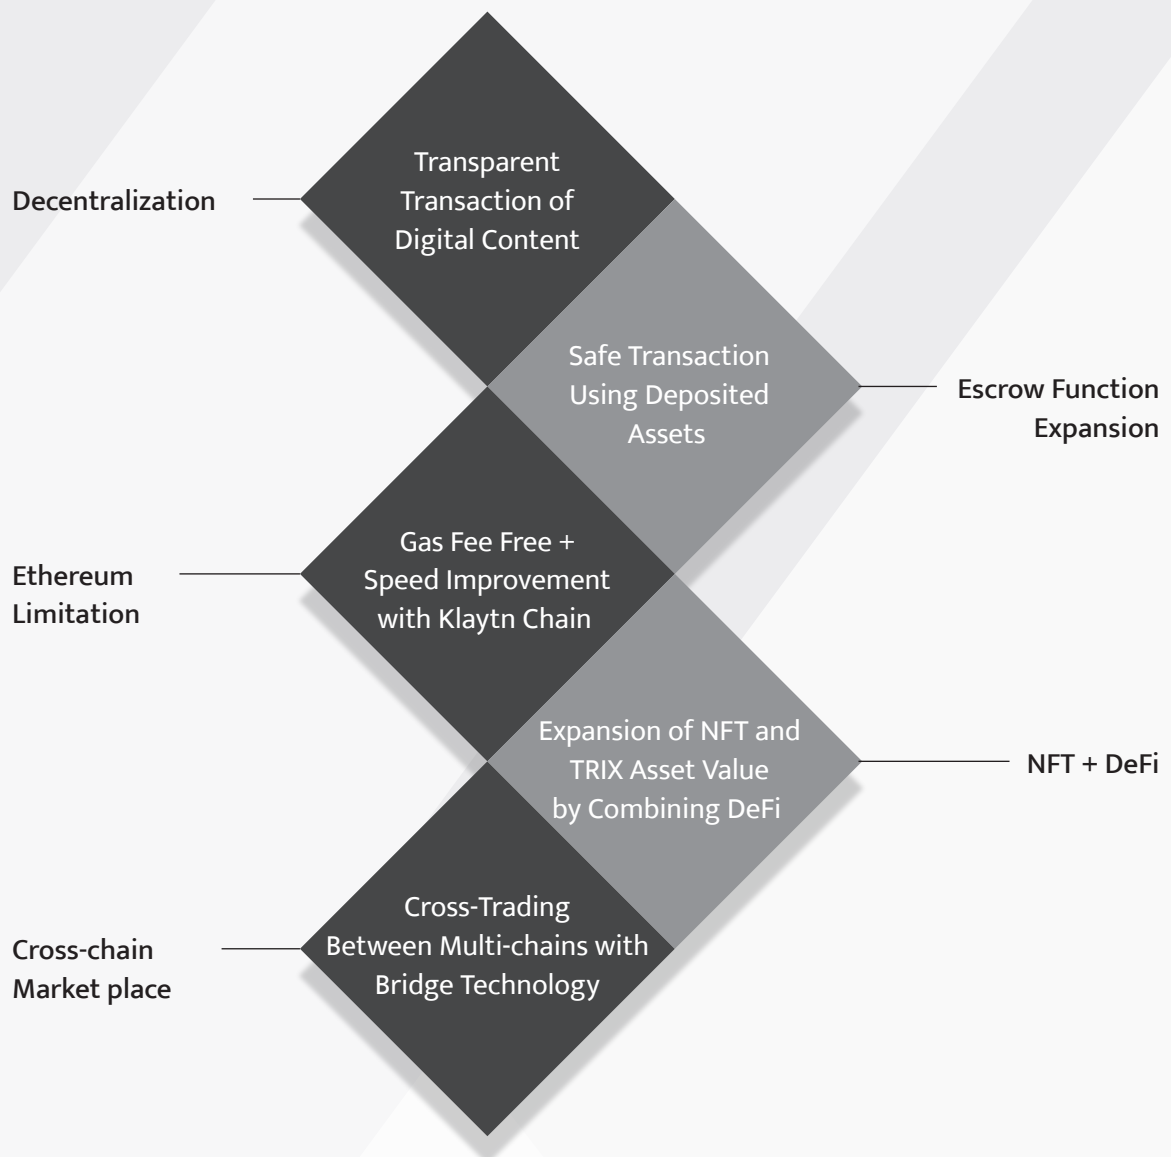 Decentralization
Transparent
Transaction of
Digital Content
Safe Transaction
Using Deposited
Assets
Escrow Function
Expansion
Ethereum
Limitation
Gas Fee Free +
Speed Improvement
with Klaytn Chain
Expansion of NFT and
TRIX Asset Value
by Combining DeFi
NFT + DeFi
Cross-chain
Market place
Cross-Trading
Between Multi-chains with
Bridge Technology